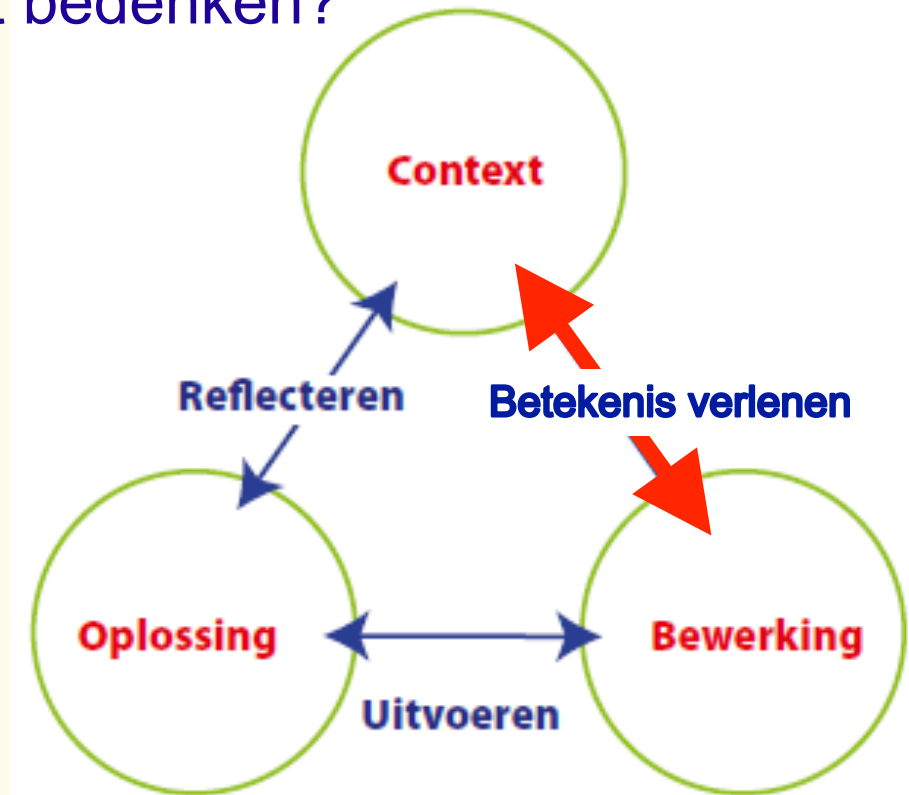 bedenken?
Context
Reflecteren
Betekenis verlenen
Oplossing
Bewerking
Uitvoeren